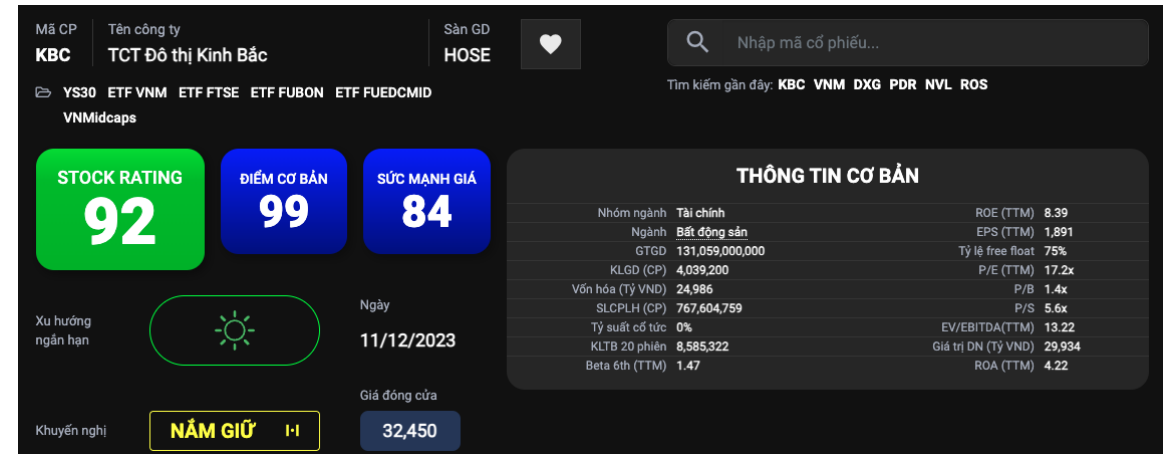 Mã CP Tên công ty Sàn GD
KBC TCT Đô thị Kinh Bắc HOSE
YS30 ETF VNM ETF FTSE ETF FUBON ETF FUEDCMID
VNMidcaps
Nhập mã cổ phiếu...
Tìm kiếm gần đây: KBC VNM DXG PDR NVL ROS
STOCK RATING
92
ĐIỂM CƠ BẢN
99
SỨC MẠNH GIÁ
84
Xu hướng
ngắn hạn
Ngày
11/12/2023
Khuyến nghị
NẮM GIỮ
Giá đóng cửa
32,450
THÔNG TIN CƠ BẢN
Nhóm ngành Tài chính ROE (TTM) 8.39
Ngành Bất động sản EPS (TTM) 1,891
GTGD 131,059,000,000 Tỷ lệ free float 75%
KLGD (CP) 4,039,200 P/E (TTM) 17.2x
Vốn hóa (Tỷ VND) 24,986 P/B 1.4x
SLCPLH (CP) 767,604,759 P/S 5.6x
Tỷ suất cổ tức 0% EV/EBITDA(TTM) 13.22
KLTB 20 phiên 8,585,322 Giá trị DN (Tỷ VND) 29,934
Beta 6th (TTM) 1.47 ROA (TTM) 4.22